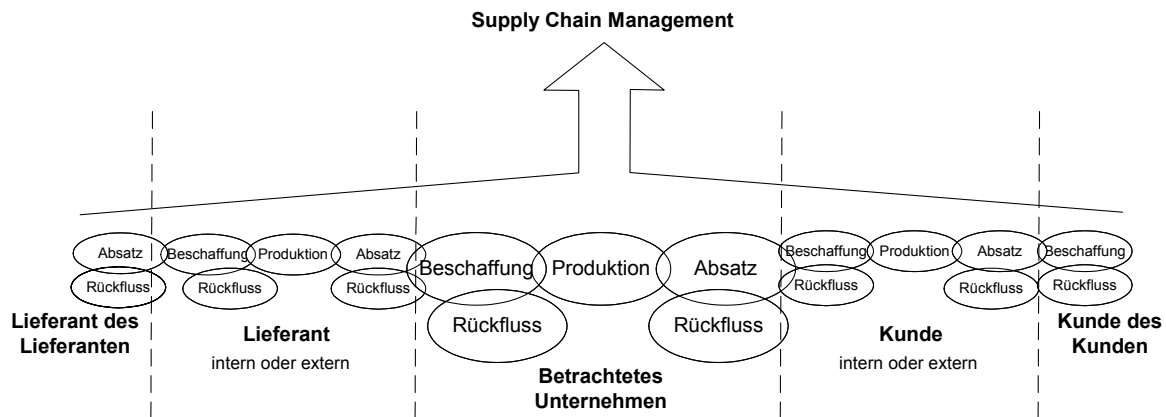 Supply Chain Management
Absatz
Beschaffung
Produktion
Absatz
Beschaffung
Produktion
Absatz
Beschaffung
Produktion
Absatz
Beschaffung
Rückfluss
Rückfluss
Rückfluss
Rückfluss
Rückfluss
Rückfluss
Rückfluss
Rückfluss
Lieferant des
Lieferanten
Lieferant
intern oder extern
Betrachtetes
Unternehmen
Kunde
intern oder extern
Kunde des
Kunden